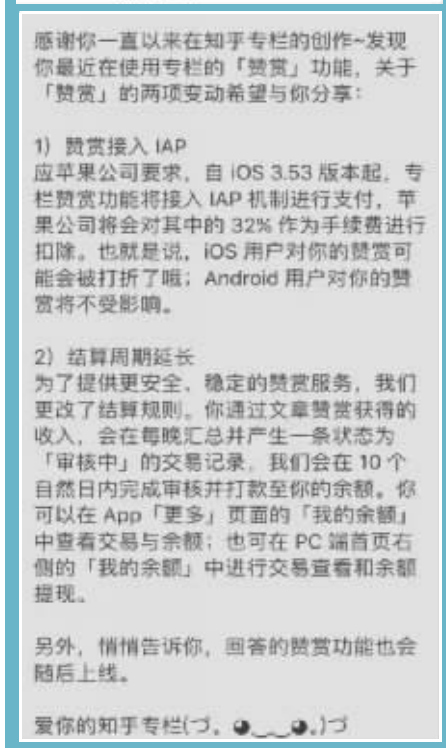 感谢你一直以来在知乎专栏的创作~发现
你最近在使用专栏的「赞赏」功能，关于
「赞赏」的两项变动希望与你分享：
1）赞赏接入 IAP
应苹果公司要求，自 iOS 3.53 版本起，专
栏赞赏功能将接入 IAP 机制进行支付，苹
果公司将会对其中的 32% 作为手续费进行
扣除。也就是说，iOS 用户对你的赞赏可
能会被打折了哦；Android 用户对你的赞
赏将不受影响。
2）结算周期延长
为了提供更安全、稳定的赞赏服务，我们
更改了结算规则。你通过文章赞赏获得的
收入，会在每晚汇总并产生一条状态为
「审核中」的交易记录，我们会在 10 个
自然日内完成审核并打款至你的余额。你
可以在 App「更多」页面的「我的余额」
中查看交易与余额；也可在 PC 端首页右
侧的「我的余额」中进行交易查看和余额
提现。
另外，悄悄告诉你，回答的赞赏功能也会
随后上线。
爱你的知乎专栏(づ｡◕‿‿◕｡)づ